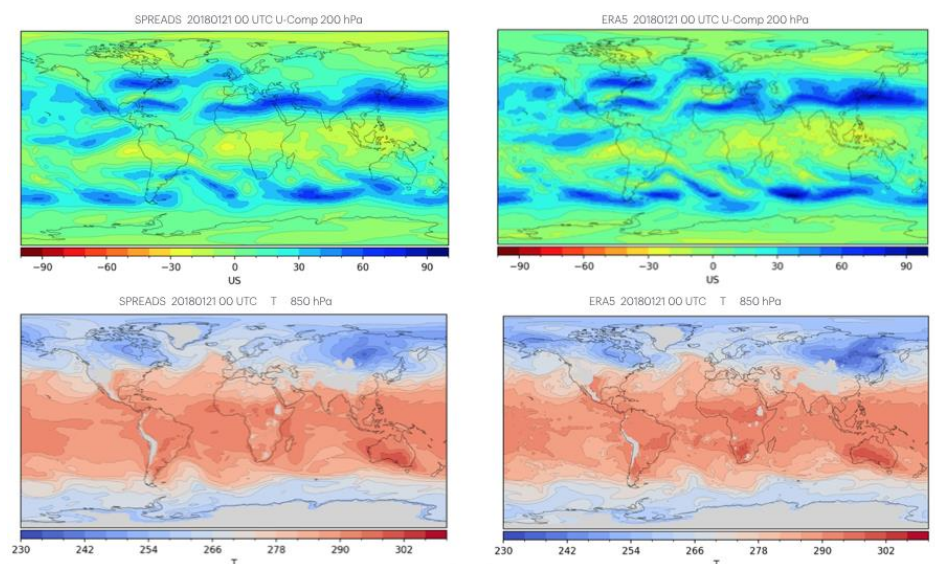 SPREADS 20180121 00 UTC U-Comp 200 hPa
ERA5 20180121 00 UTC U-Comp 200 hPa
−90 −60 −30 0 30 60 90
US
−90 −60 −30 0 30 60 90
US
SPREADS 20180121 00 UTC T 850 hPa
ERA5 20180121 00 UTC T 850 hPa
230 242 254 266 278 290 302
T
230 242 254 266 278 290 302
T